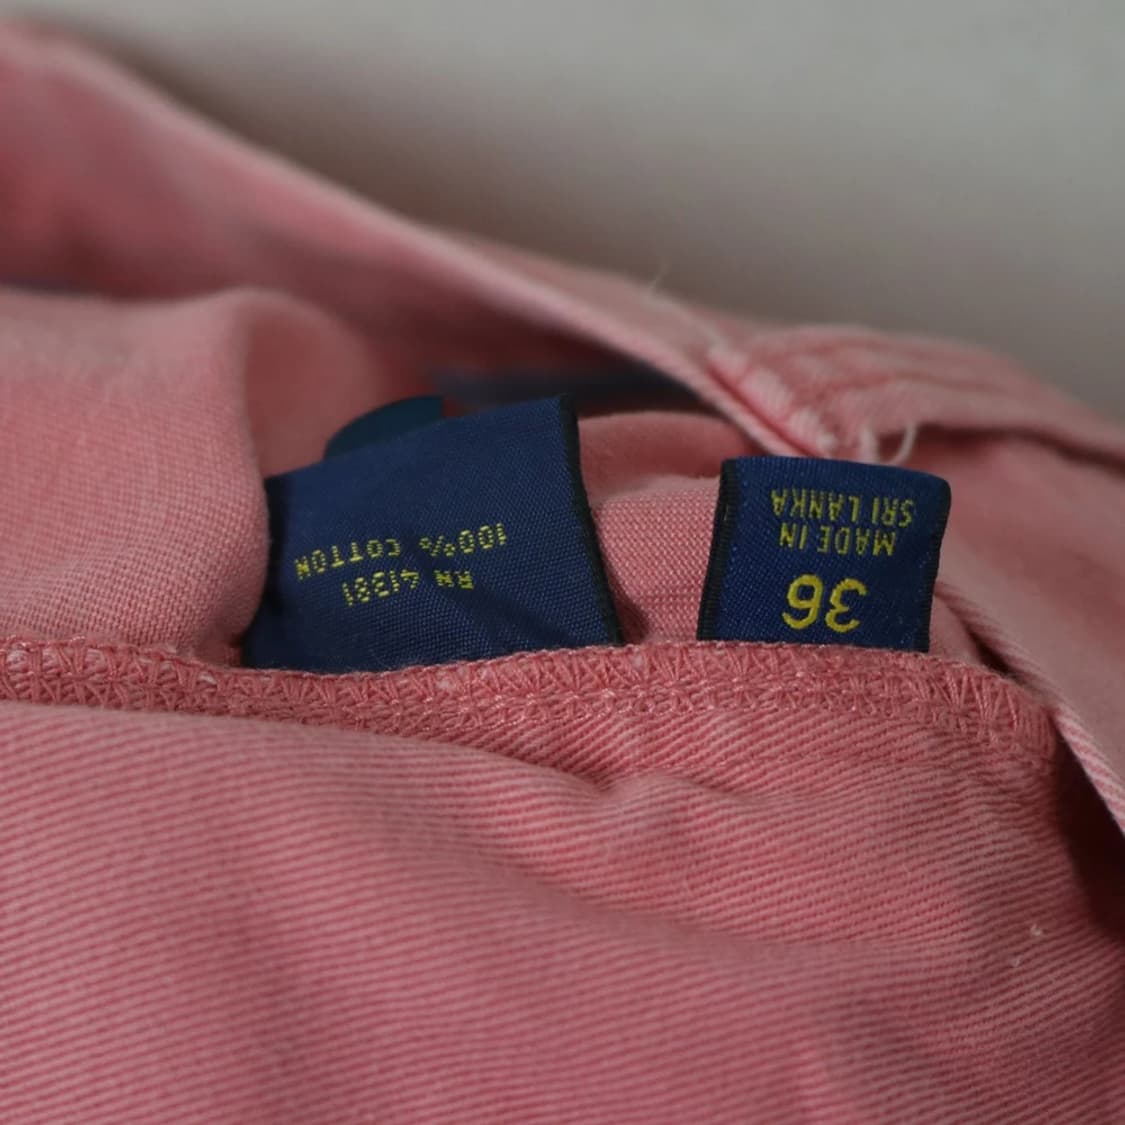 RN 41381
100% COTTON
36
MADE IN
SRI LANKA